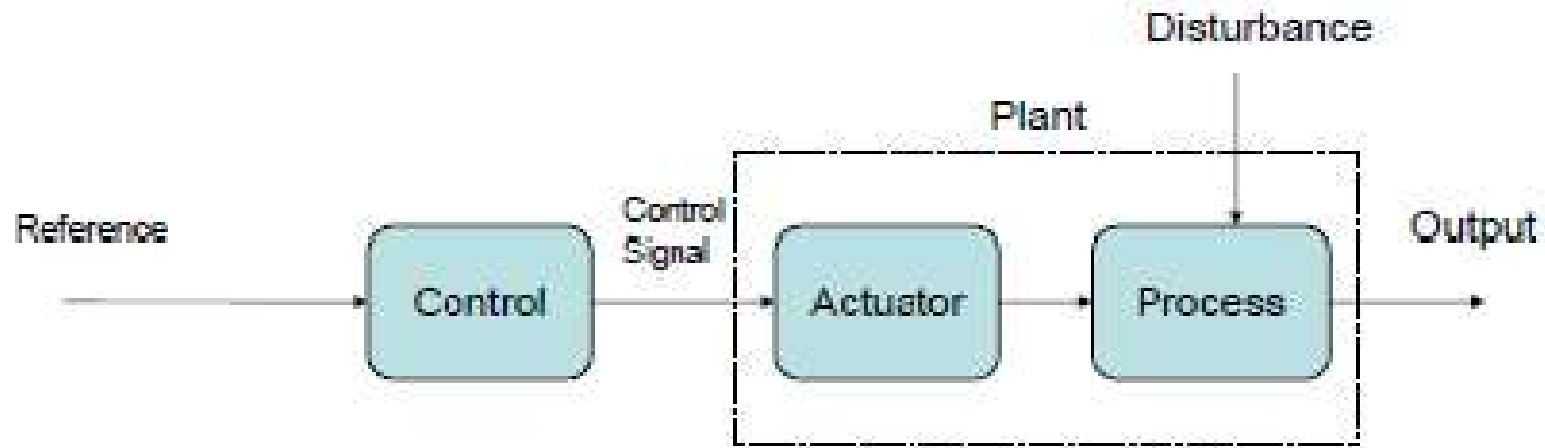 Disturbance
Plant
Reference
Control
Signal
Output
Control
Actuator
Process